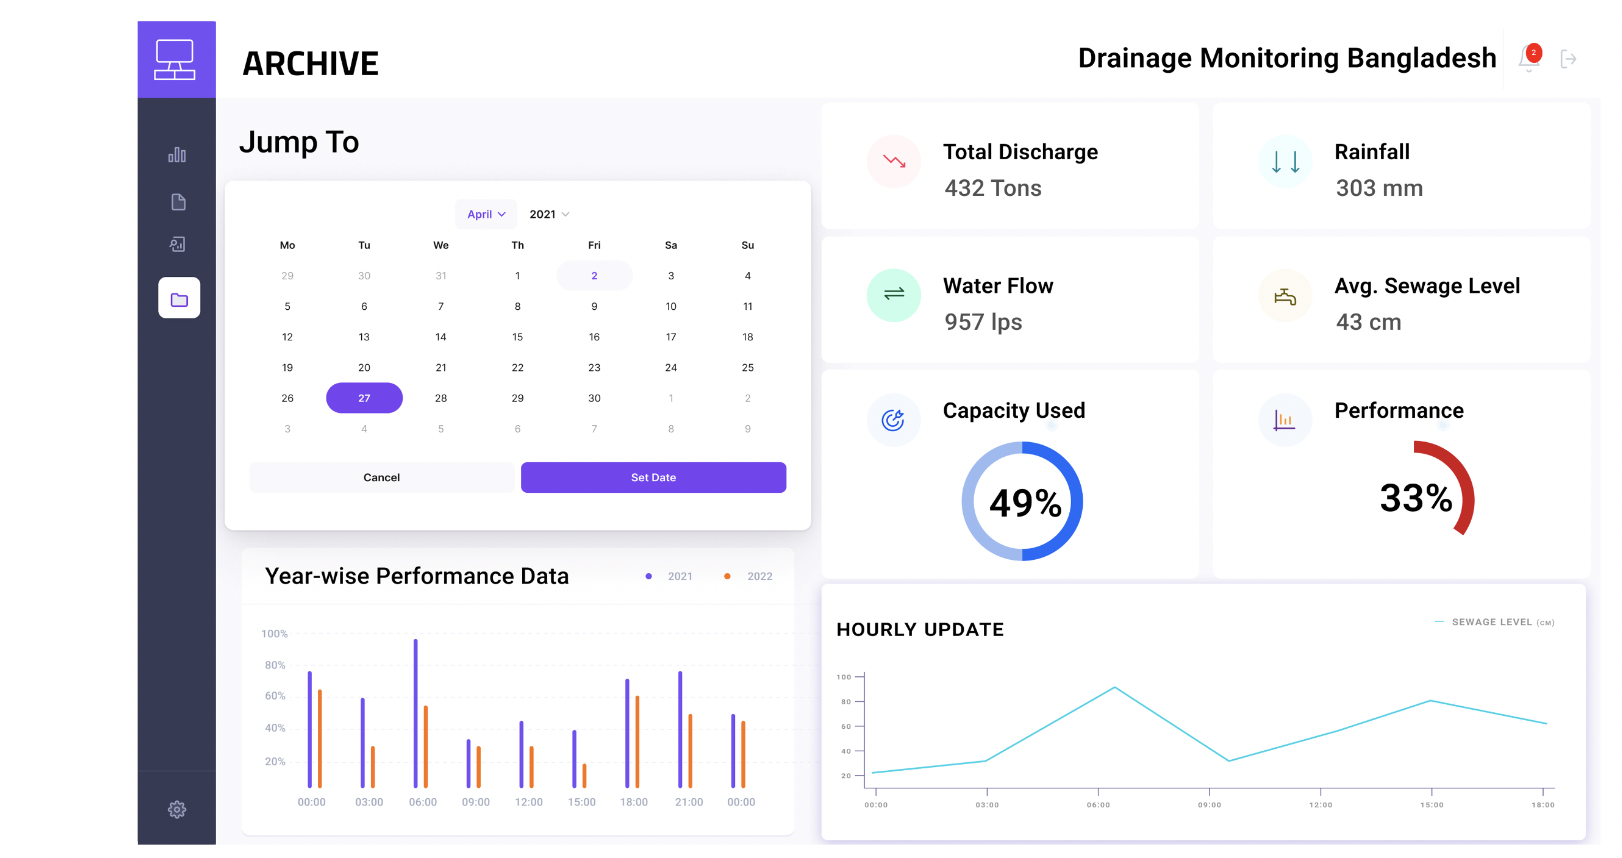 ARCHIVE
Drainage Monitoring Bangladesh
2
Jump To
April 2021
Mo Tu We Th Fri Sa Su
29 30 31 1 2 3 4
5 6 7 8 9 10 11
12 13 14 15 16 17 18
19 20 21 22 23 24 25
26 27 28 29 30 1 2
3 4 5 6 7 8 9
Cancel Set Date
Total Discharge
432 Tons
Rainfall
303 mm
Water Flow
957 lps
Avg. Sewage Level
43 cm
Capacity Used
49%
Performance
33%
Year-wise Performance Data
2021 2022
100%
80%
60%
40%
20%
00:00 03:00 06:00 09:00 12:00 15:00 18:00 21:00 00:00
HOURLY UPDATE
SEWAGE LEVEL (CM)
100
80
60
40
20
00:00 03:00 06:00 09:00 12:00 15:00 18:00